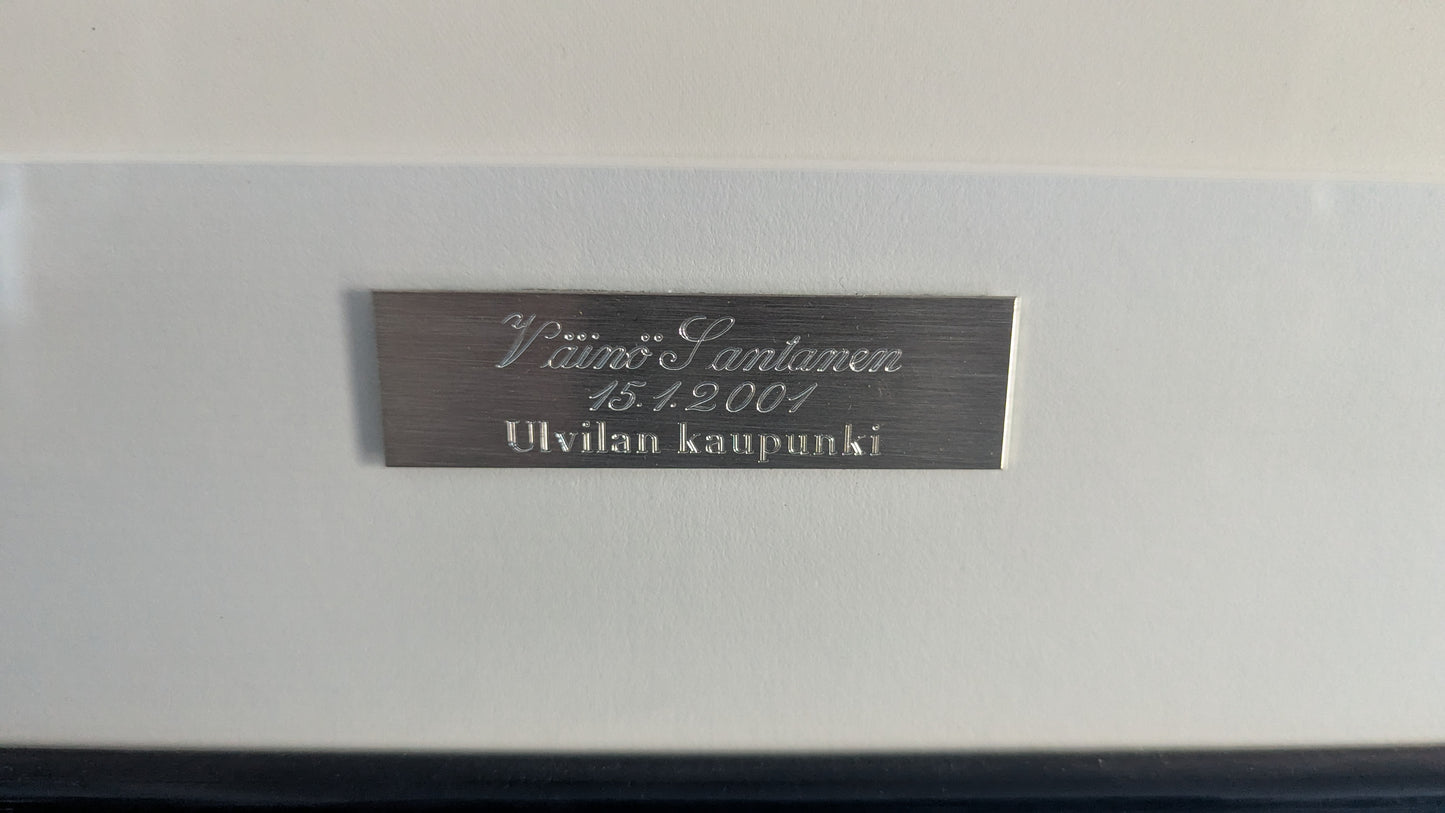 Väinö Santanen
15.1.2001
Ulvilan kaupunki